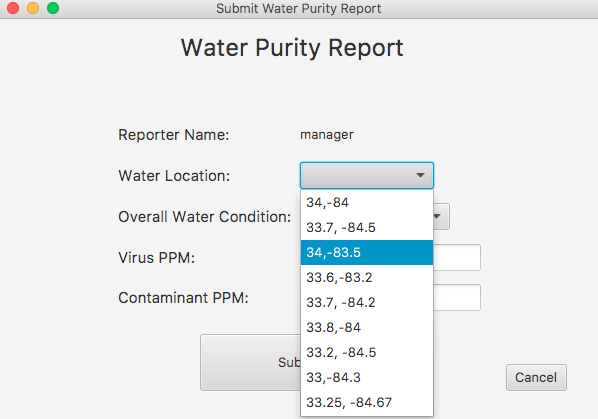 Submit Water Purity Report
Water Purity Report
Reporter Name: manager
Water Location:
34,-84
33.7, -84.5
34,-83.5
33.6,-83.2
33.7, -84.2
33.8,-84
33.2, -84.5
33,-84.3
33.25, -84.67
Overall Water Condition:
Virus PPM:
Contaminant PPM:
Sub
Cancel